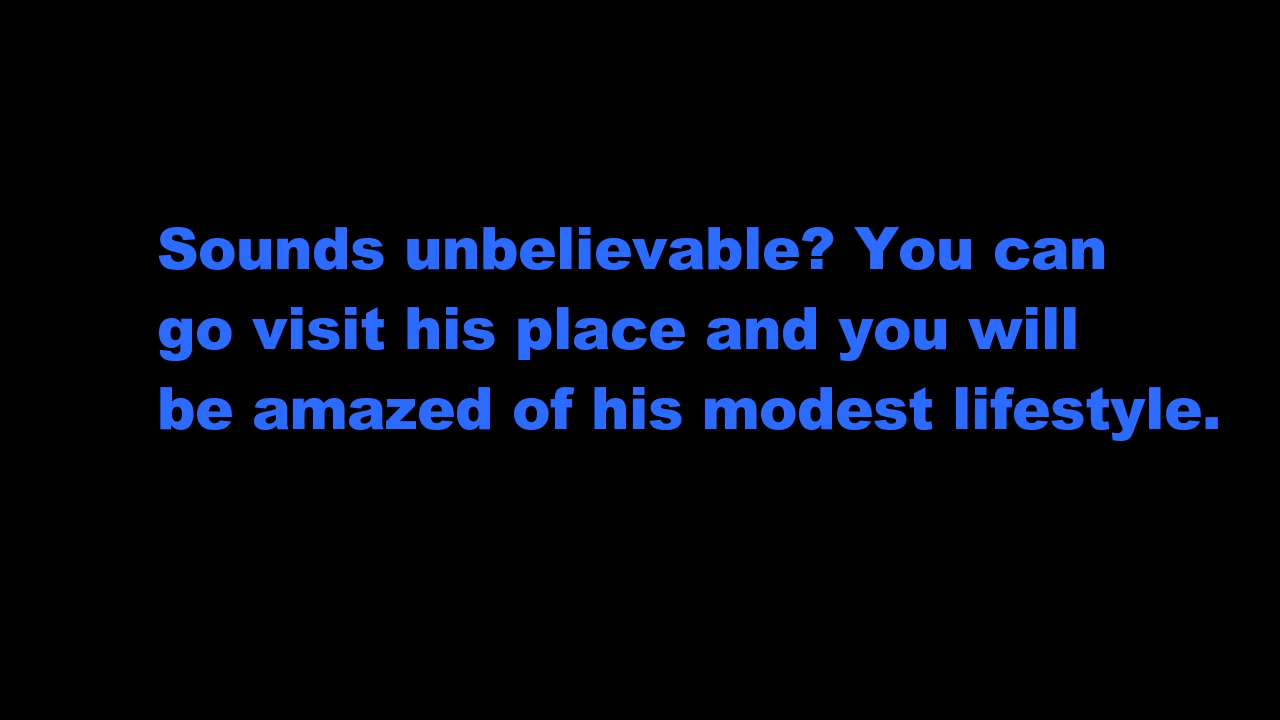 Sounds unbelievable? You can
go visit his place and you will
be amazed of his modest lifestyle.